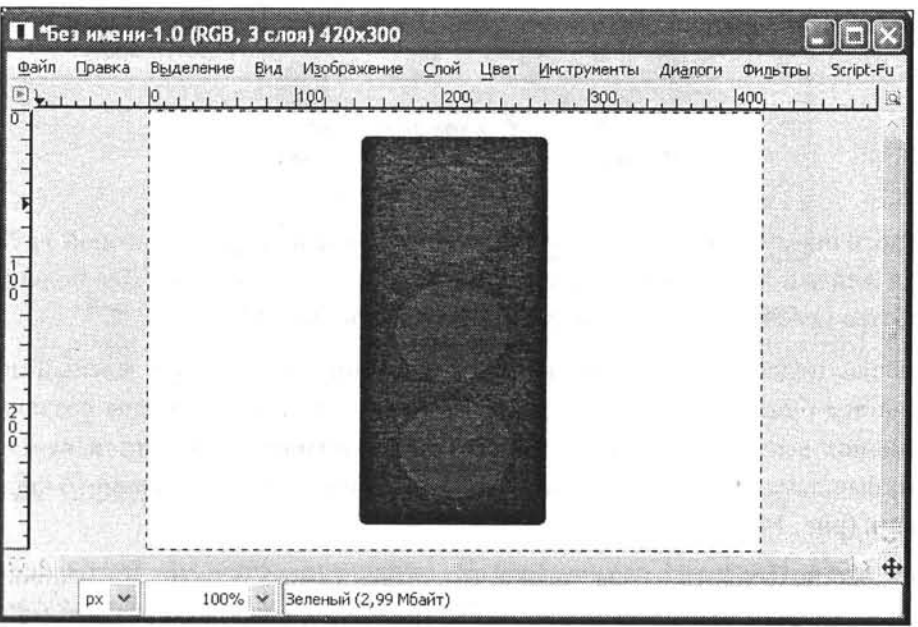 *Без имени-1.0 (RGB, 3 слоя) 420x300
Файл Правка Выделение Вид Изображение Слой Цвет Инструменты Диалоги Фильтры Script-Fu
0 100 200 300 400
0
100
200
px 100% Зеленый (2,99 Мбайт)